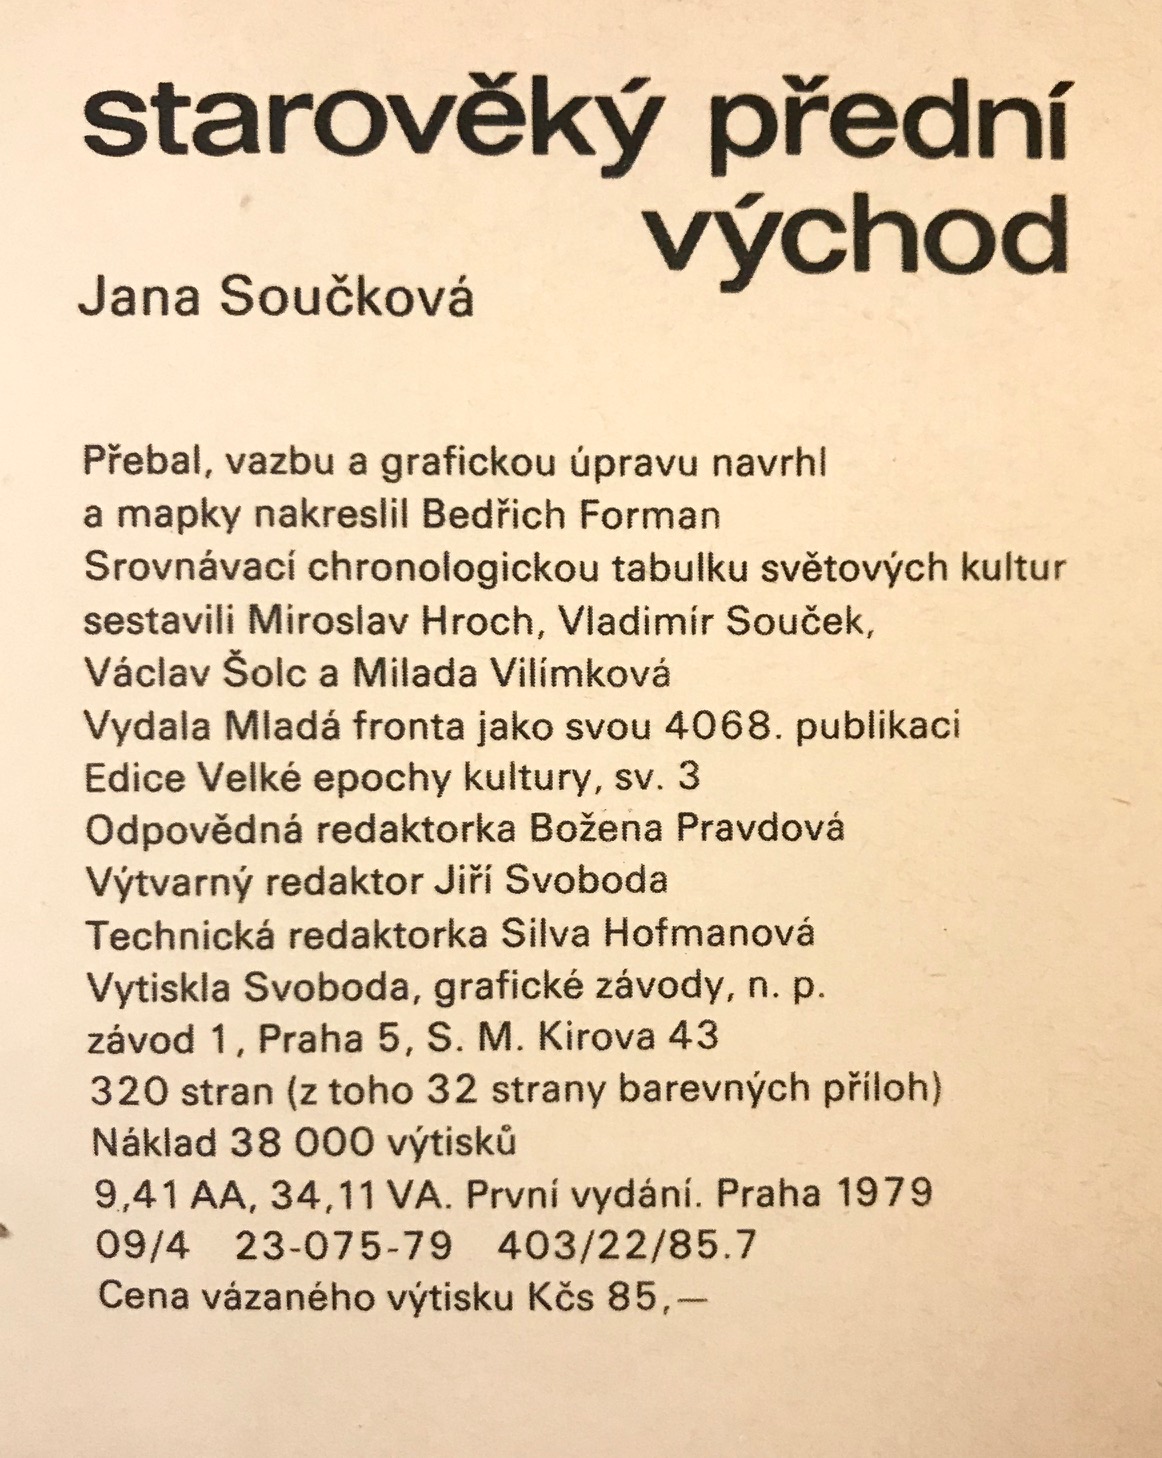 starověký přední
východ
Jana Součková
Přebal, vazbu a grafickou úpravu navrhl
a mapky nakreslil Bedřich Forman
Srovnávací chronologickou tabulku světových kultur
sestavili Miroslav Hroch, Vladimír Souček,
Václav Šolc a Milada Vilímková
Vydala Mladá fronta jako svou 4068. publikaci
Edice Velké epochy kultury, sv. 3
Odpovědná redaktorka Božena Pravdová
Výtvarný redaktor Jiří Svoboda
Technická redaktorka Silva Hofmanová
Vytiskla Svoboda, grafické závody, n. p.
závod 1, Praha 5, S. M. Kirova 43
320 stran (z toho 32 strany barevných příloh)
Náklad 38 000 výtisků
9,41 AA, 34,11 VA. První vydání. Praha 1979
09/4 23-075-79 403/22/85.7
Cena vázaného výtisku Kčs 85,—